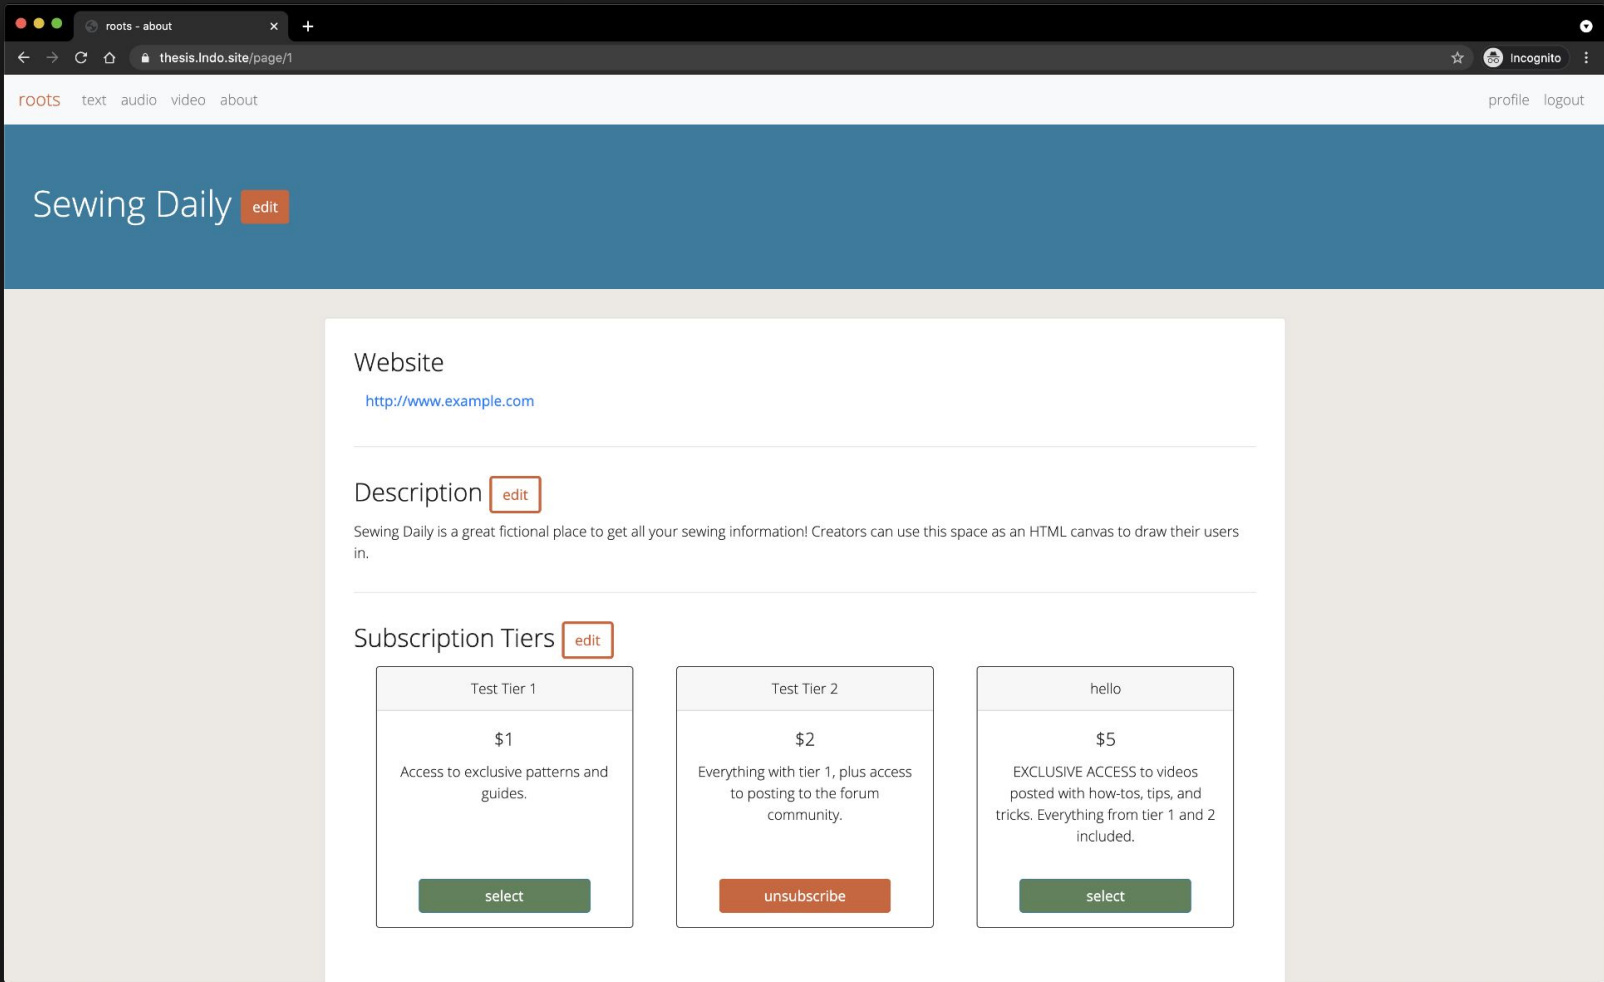 roots - about
thesis.lndo.site/page/1
Incognito
roots text audio video about profile logout
Sewing Daily edit
Website
http://www.example.com
Description edit
Sewing Daily is a great fictional place to get all your sewing information! Creators can use this space as an HTML canvas to draw their users
in.
Subscription Tiers edit
Test Tier 1
$1
Access to exclusive patterns and
guides.
select
Test Tier 2
$2
Everything with tier 1, plus access
to posting to the forum
community.
unsubscribe
hello
$5
EXCLUSIVE ACCESS to videos
posted with how-tos, tips, and
tricks. Everything from tier 1 and 2
included.
select